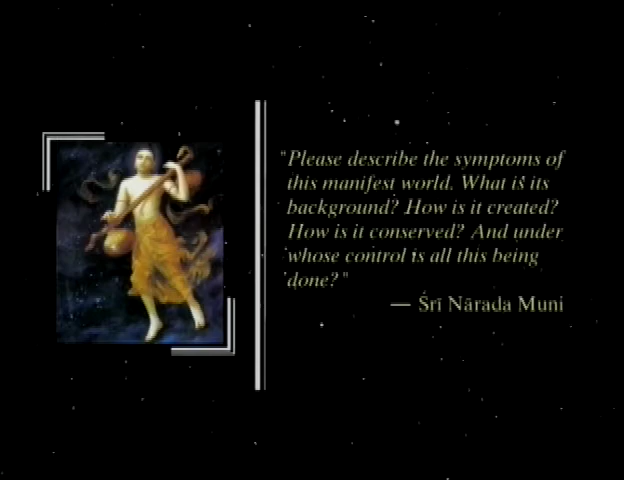 "Please describe the symptoms of
this manifest world. What is its
background? How is it created?
How is it conserved? And under
whose control is all this being
done?"
— Śrī Nārada Muni